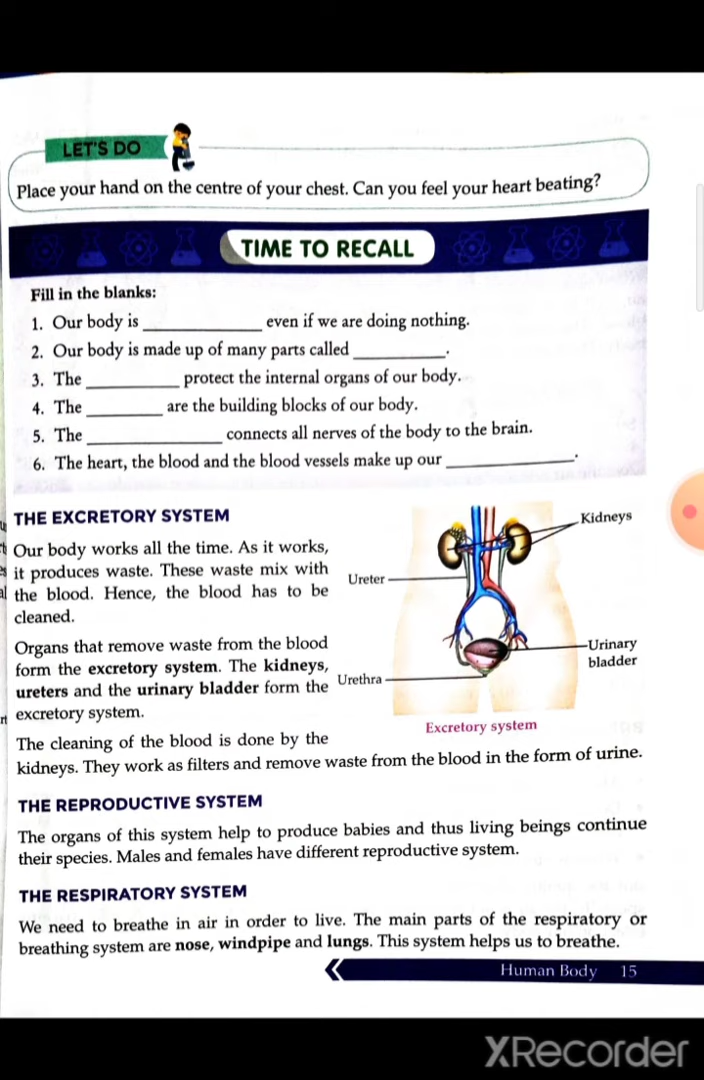 LET'S DO
Place your hand on the centre of your chest. Can you feel your heart beating?
TIME TO RECALL
Fill in the blanks:
1. Our body is ____________ even if we are doing nothing.
2. Our body is made up of many parts called _________.
3. The _________ protect the internal organs of our body.
4. The ________ are the building blocks of our body.
5. The _____________ connects all nerves of the body to the brain.
6. The heart, the blood and the blood vessels make up our _____________.
THE EXCRETORY SYSTEM
Our body works all the time. As it works,
it produces waste. These waste mix with
the blood. Hence, the blood has to be
cleaned.
Organs that remove waste from the blood
form the excretory system. The kidneys,
ureters and the urinary bladder form the
excretory system.
The cleaning of the blood is done by the
kidneys. They work as filters and remove waste from the blood in the form of urine.
Kidneys
Ureter
Urinary
bladder
Urethra
Excretory system
THE REPRODUCTIVE SYSTEM
The organs of this system help to produce babies and thus living beings continue
their species. Males and females have different reproductive system.
THE RESPIRATORY SYSTEM
We need to breathe in air in order to live. The main parts of the respiratory or
breathing system are nose, windpipe and lungs. This system helps us to breathe.
Human Body 15
XRecorder